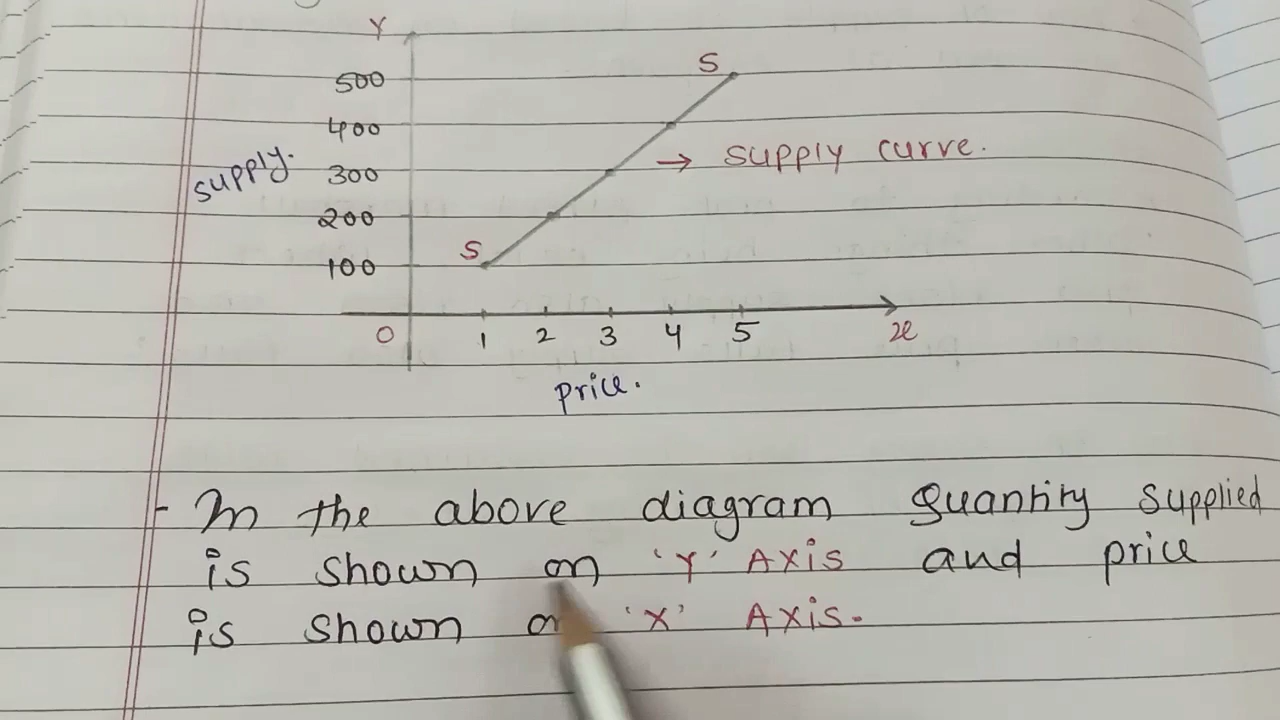 Y
S
500
400
supply.
→ supply curve.
300
200
S
100
0
1 2 3 4 5
x
price.
- In the above diagram quantity supplied
is shown on 'Y' Axis and price
is shown on 'X' Axis.